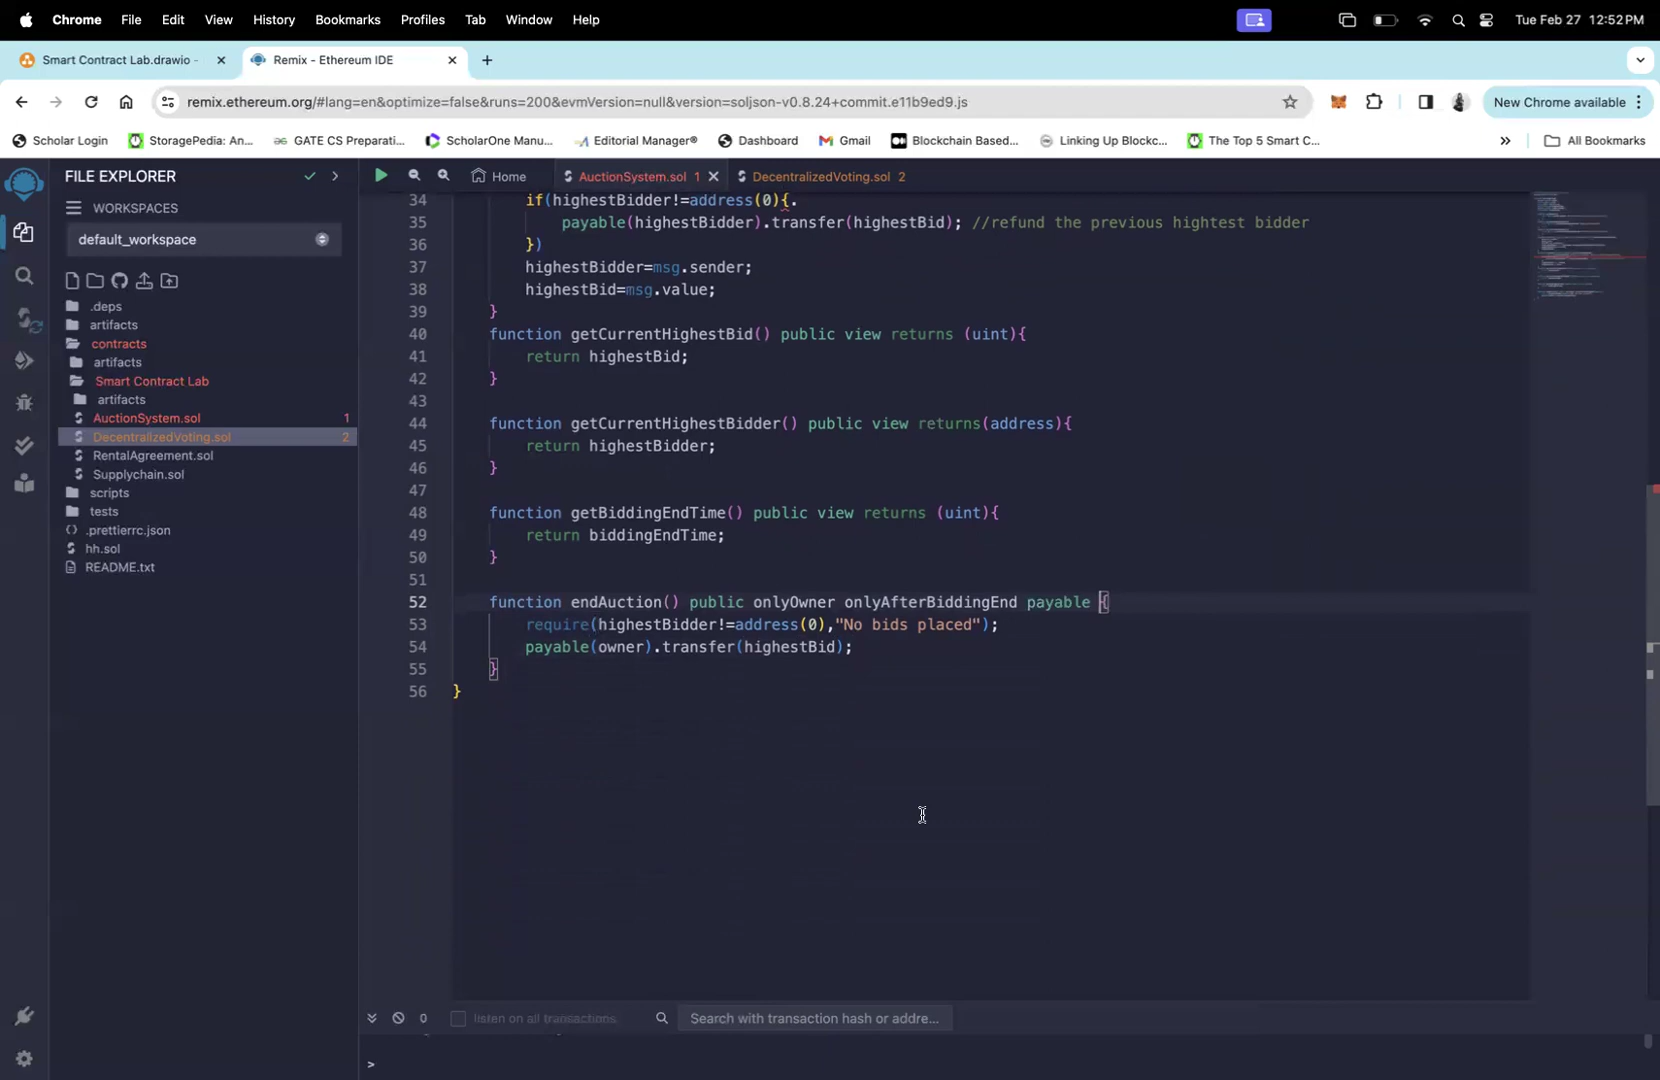 Chrome File Edit View History Bookmarks Profiles Tab Window Help Tue Feb 27 12:52 PM
Smart Contract Lab.drawio - Remix - Ethereum IDE
remix.ethereum.org/#lang=en&optimize=false&runs=200&evmVersion=null&version=soljson-v0.8.24+commit.e11b9ed9.js New Chrome available
Scholar Login StoragePedia: An... GATE CS Preparati... ScholarOne Manu... Editorial Manager® Dashboard Gmail Blockchain Based... Linking Up Blockc... The Top 5 Smart C... » All Bookmarks
FILE EXPLORER
Home AuctionSystem.sol 1 DecentralizedVoting.sol 2
WORKSPACES
default_workspace
.deps
artifacts
contracts
artifacts
Smart Contract Lab
artifacts
AuctionSystem.sol 1
DecentralizedVoting.sol 2
RentalAgreement.sol
Supplychain.sol
scripts
tests
.prettierrc.json
hh.sol
README.txt
34 if(highestBidder!=address(0){.
35 payable(highestBidder).transfer(highestBid); //refund the previous hightest bidder
36 })
37 highestBidder=msg.sender;
38 highestBid=msg.value;
39 }
40 function getCurrentHighestBid() public view returns (uint){
41 return highestBid;
42 }
43
44 function getCurrentHighestBidder() public view returns(address){
45 return highestBidder;
46 }
47
48 function getBiddingEndTime() public view returns (uint){
49 return biddingEndTime;
50 }
51
52 function endAuction() public onlyOwner onlyAfterBiddingEnd payable {
53 require(highestBidder!=address(0),"No bids placed");
54 payable(owner).transfer(highestBid);
55 }
56 }
0 listen on all transactions Search with transaction hash or addre...
>